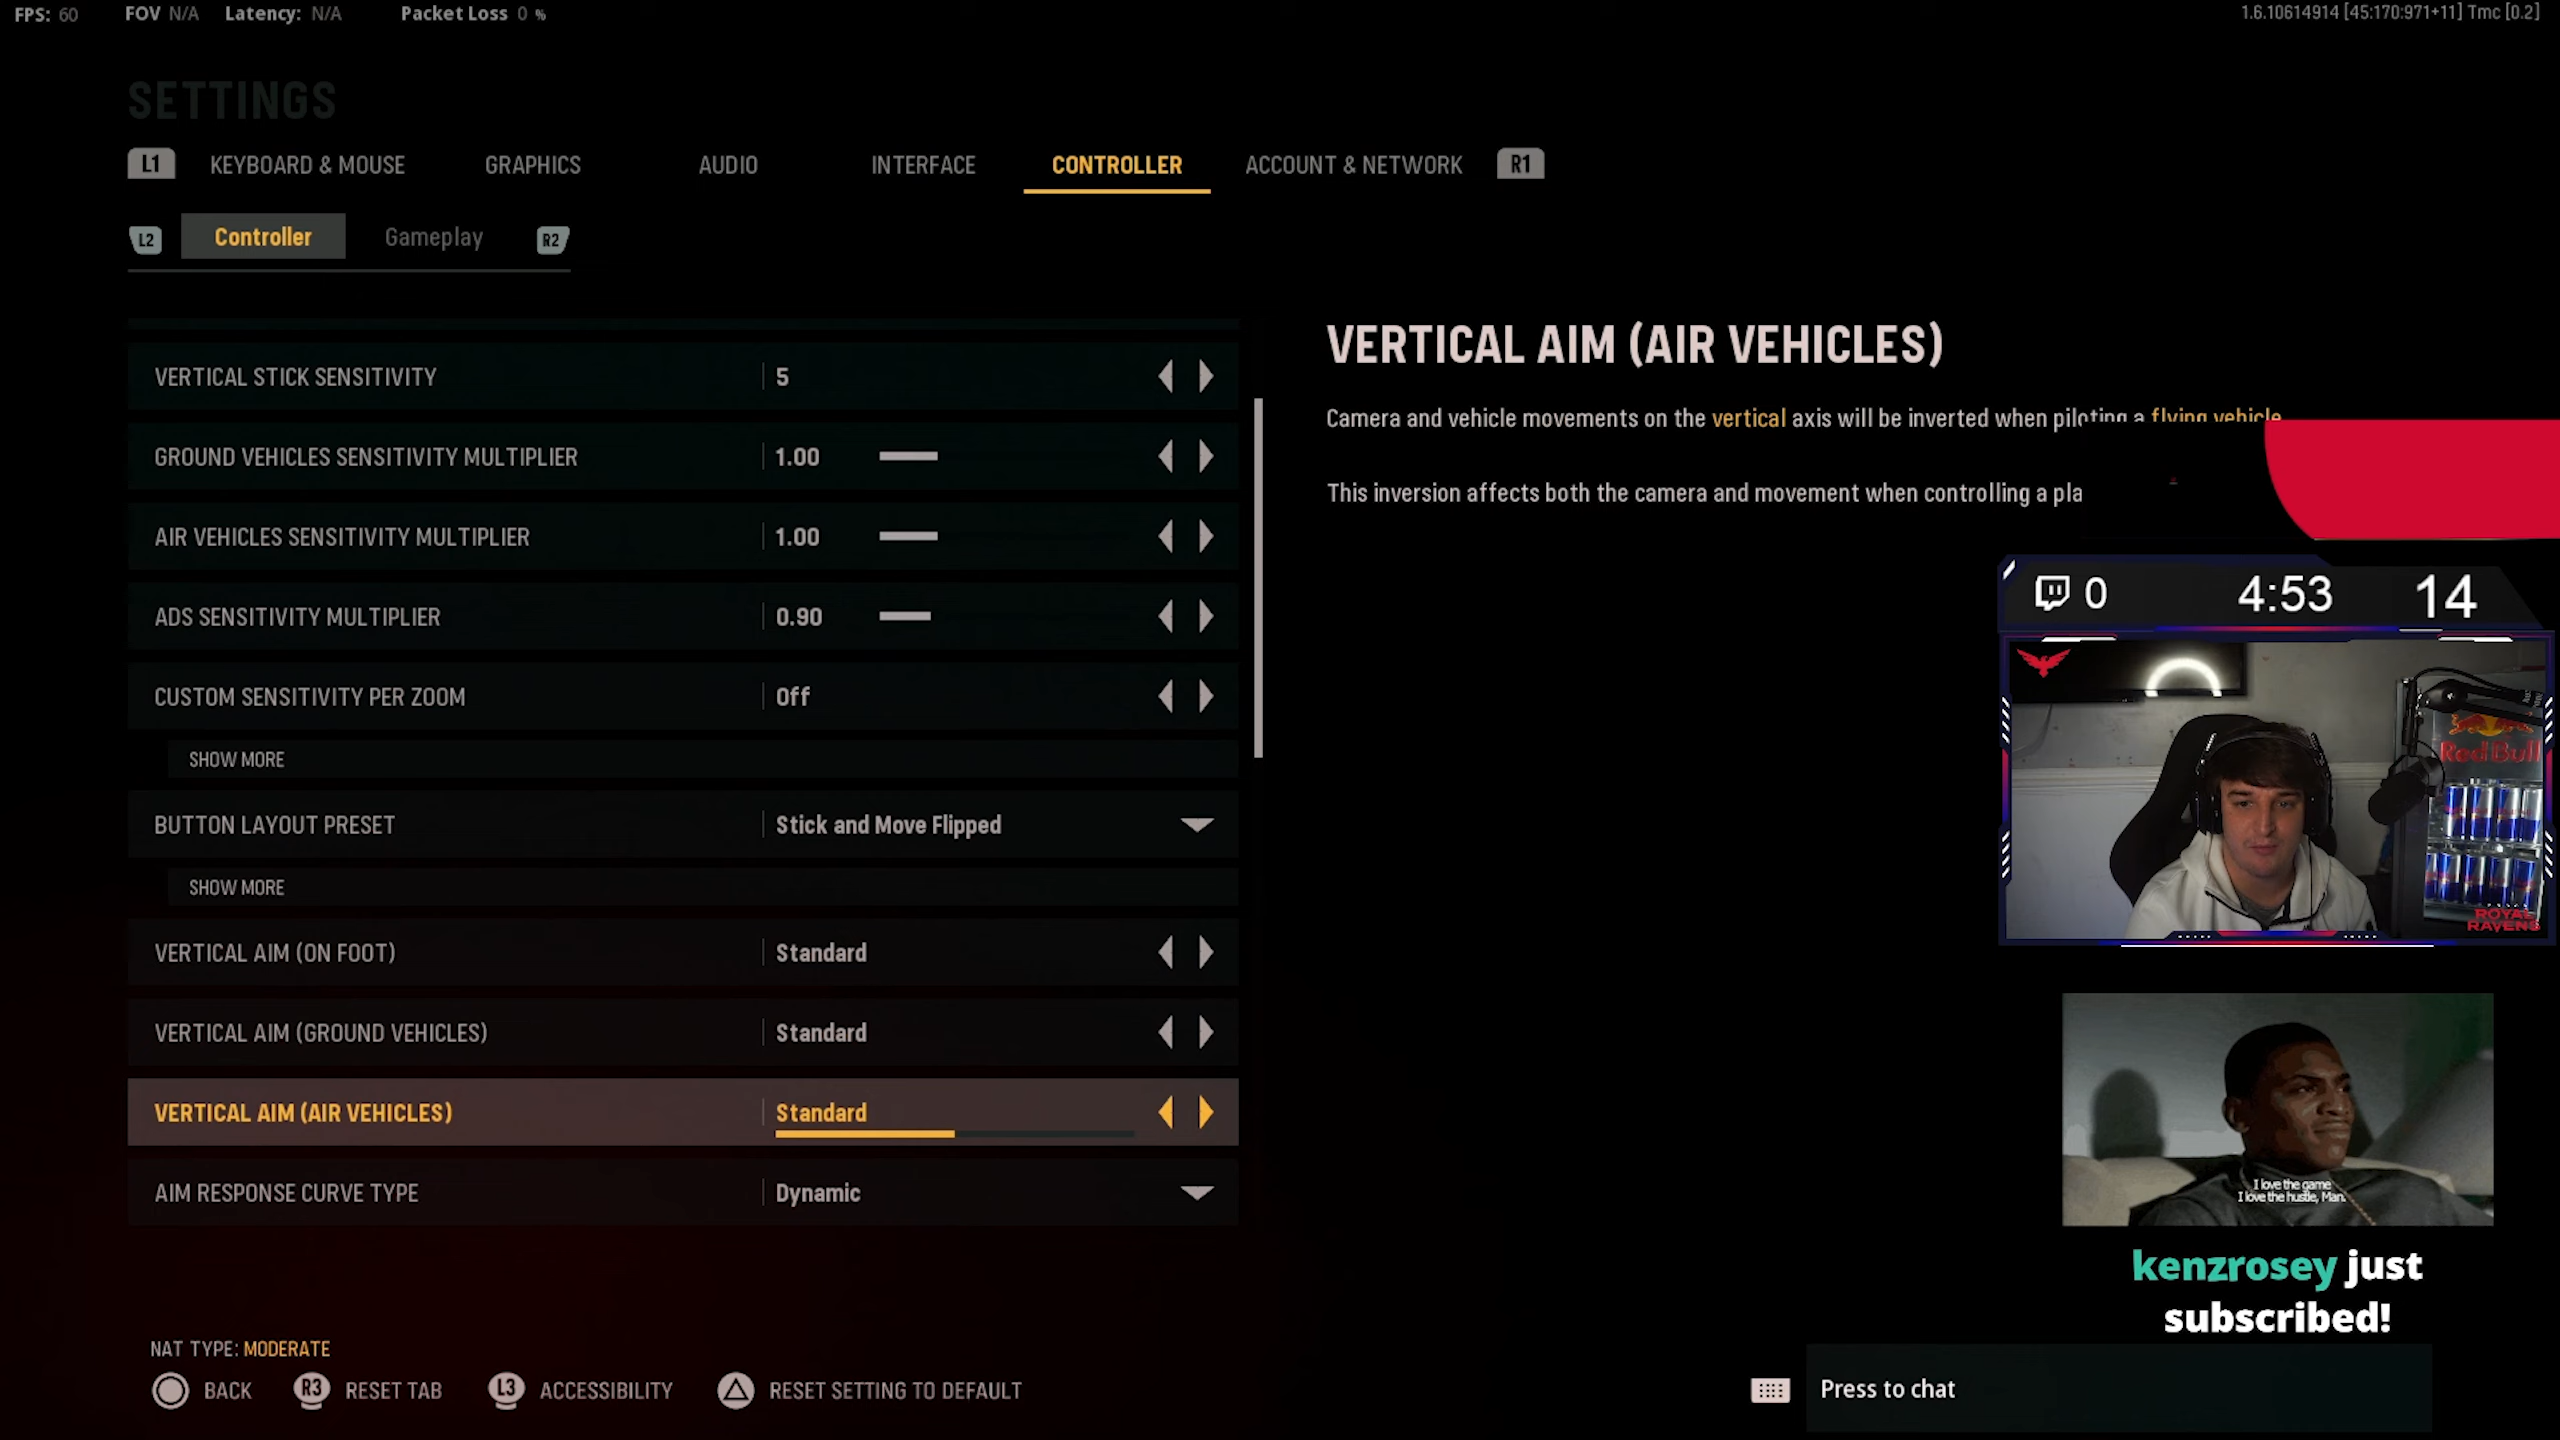 FPS: 60 FOV N/A Latency: N/A Packet Loss 0 %
1.6.10614914 [45:170:971+11] Tmc [0.2]
SETTINGS
L1 KEYBOARD & MOUSE GRAPHICS AUDIO INTERFACE CONTROLLER ACCOUNT & NETWORK R1
L2 Controller Gameplay R2
VERTICAL STICK SENSITIVITY 5
GROUND VEHICLES SENSITIVITY MULTIPLIER 1.00
AIR VEHICLES SENSITIVITY MULTIPLIER 1.00
ADS SENSITIVITY MULTIPLIER 0.90
CUSTOM SENSITIVITY PER ZOOM Off
SHOW MORE
BUTTON LAYOUT PRESET Stick and Move Flipped
SHOW MORE
VERTICAL AIM (ON FOOT) Standard
VERTICAL AIM (GROUND VEHICLES) Standard
VERTICAL AIM (AIR VEHICLES) Standard
AIM RESPONSE CURVE TYPE Dynamic
VERTICAL AIM (AIR VEHICLES)
Camera and vehicle movements on the vertical axis will be inverted when piloting a flying vehicle
This inversion affects both the camera and movement when controlling a pla
0 4:53 14
Red Bull
ROYAL
RAVENS
I love the game
I love the hustle, Man.
kenzrosey just
subscribed!
NAT TYPE: MODERATE
BACK R3 RESET TAB L3 ACCESSIBILITY RESET SETTING TO DEFAULT
Press to chat